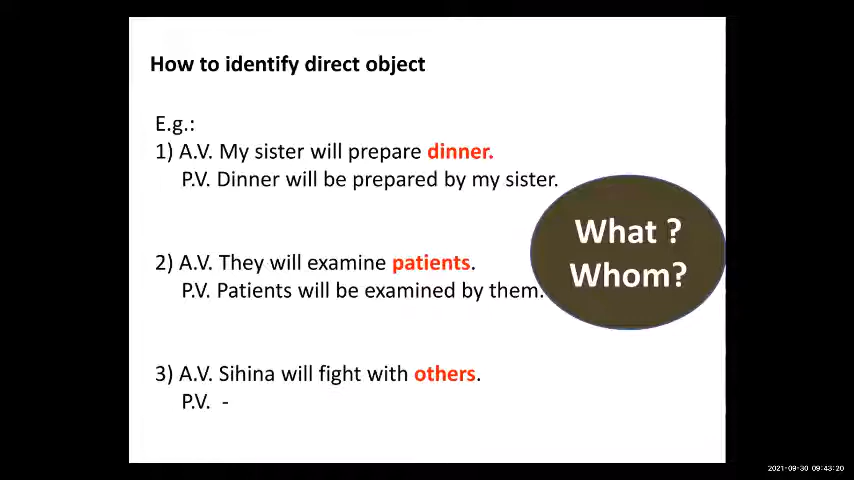 How to identify direct object
E.g.:
1) A.V. My sister will prepare dinner.
P.V. Dinner will be prepared by my sister.
What ?
Whom?
2) A.V. They will examine patients.
P.V. Patients will be examined by them.
3) A.V. Sihina will fight with others.
P.V. -
2021-09-30 09:43:20